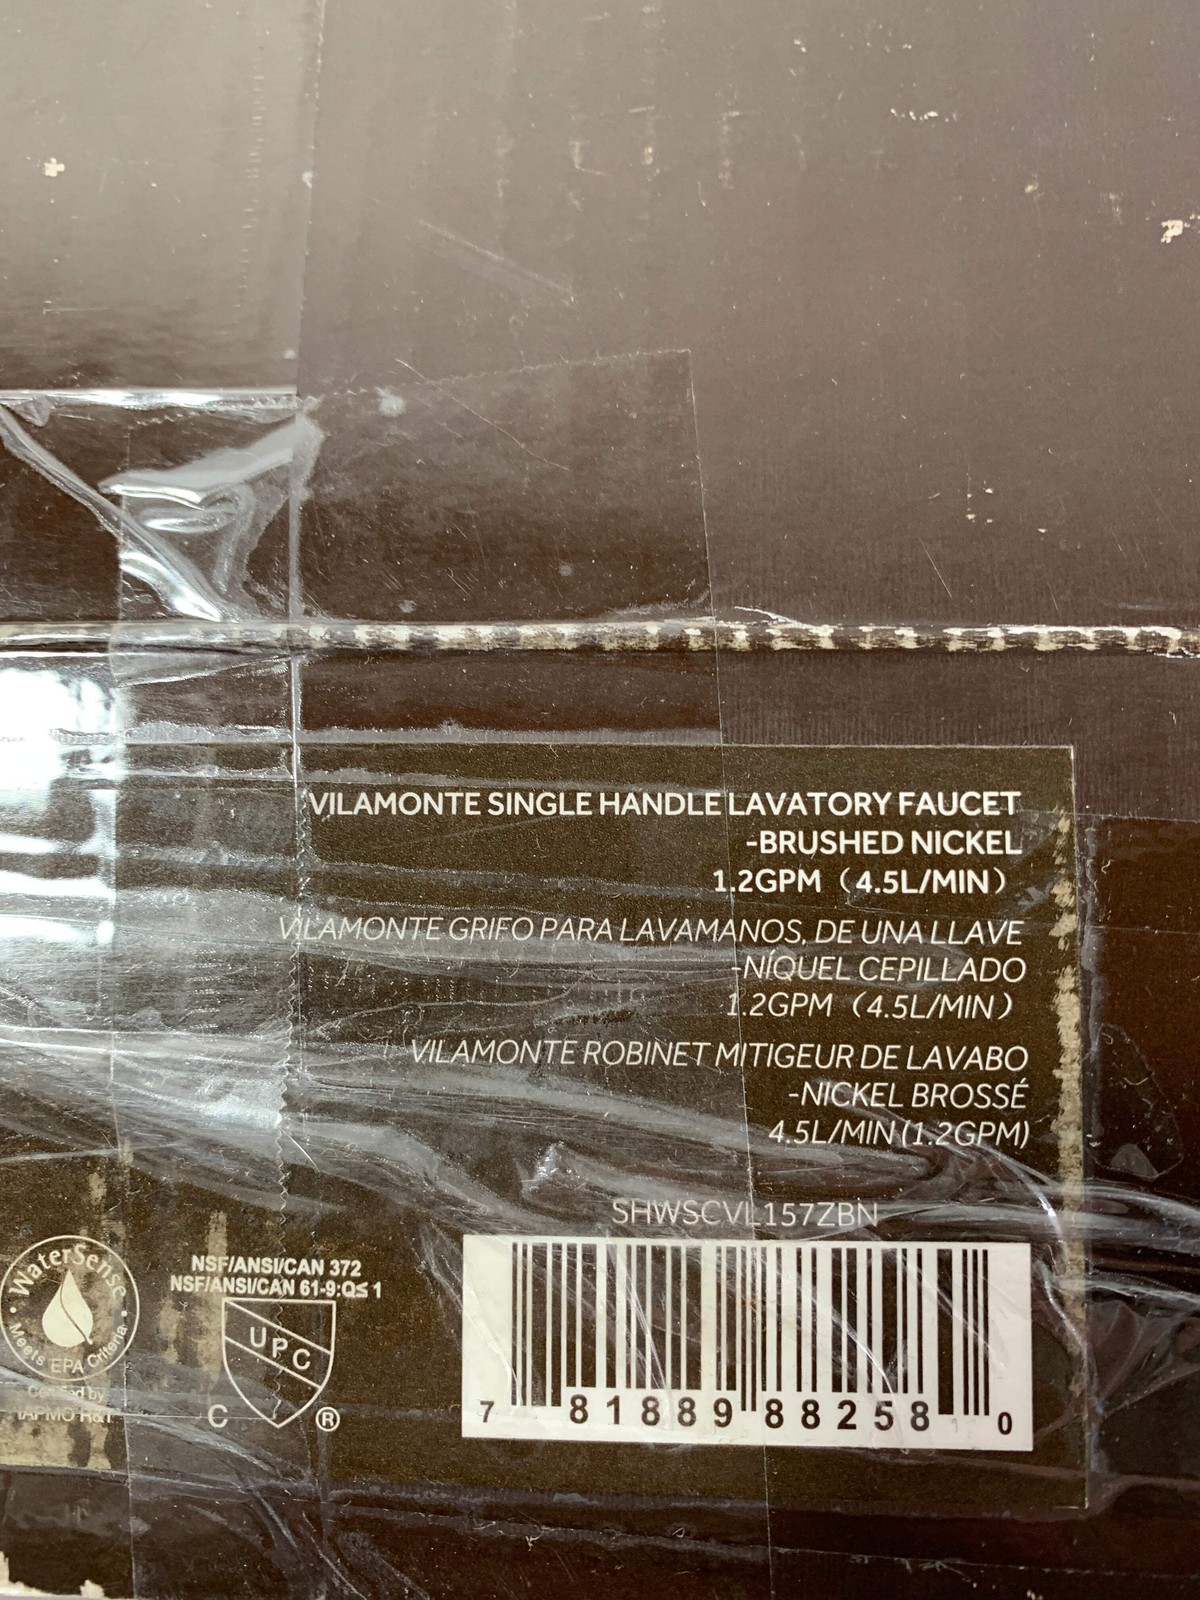 VILAMONTE SINGLE HANDLE LAVATORY FAUCET
-BRUSHED NICKEL
1.2GPM（4.5L/MIN）
VILAMONTE GRIFO PARA LAVAMANOS, DE UNA LLAVE
-NÍQUEL CEPILLADO
1.2GPM（4.5L/MIN）
VILAMONTE ROBINET MITIGEUR DE LAVABO
-NICKEL BROSSÉ
4.5L/MIN (1.2GPM)
SHWSCVL157ZBN
WaterSense
Meets EPA Criteria
Certified by
IAPMO R&T
NSF/ANSI/CAN 372
NSF/ANSI/CAN 61-9:Q≤ 1
UPC
C ®
7 81889 88258 0